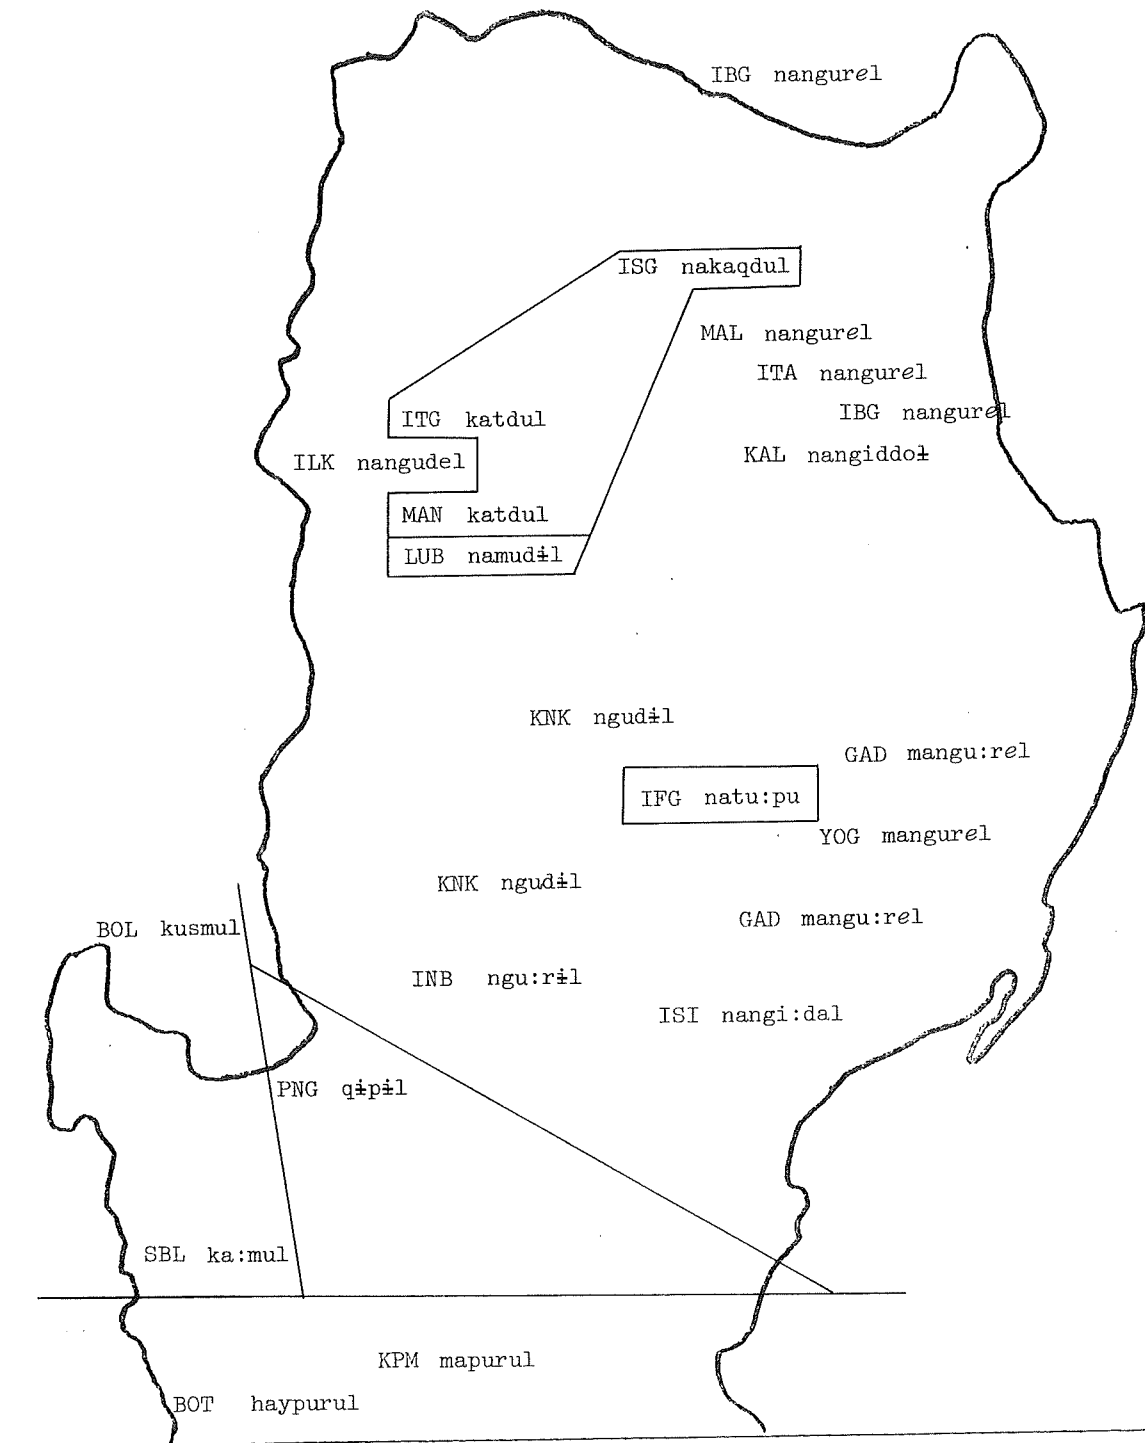 IBG nangurel
ISG nakaqdul
MAL nangurel
ITA nangurel
IBG nangurel
ITG katdul
KAL nangiddoɨ
ILK nangudel
MAN katdul
LUB namudɨl
KNK ngudɨl
GAD mangu:rel
IFG natu:pu
YOG mangurel
KNK ngudɨl
GAD mangu:rel
BOL kusmul
INB ngu:rɨl
ISI nangi:dal
PNG qɨpɨl
SBL ka:mul
KPM mapurul
BOT haypurul